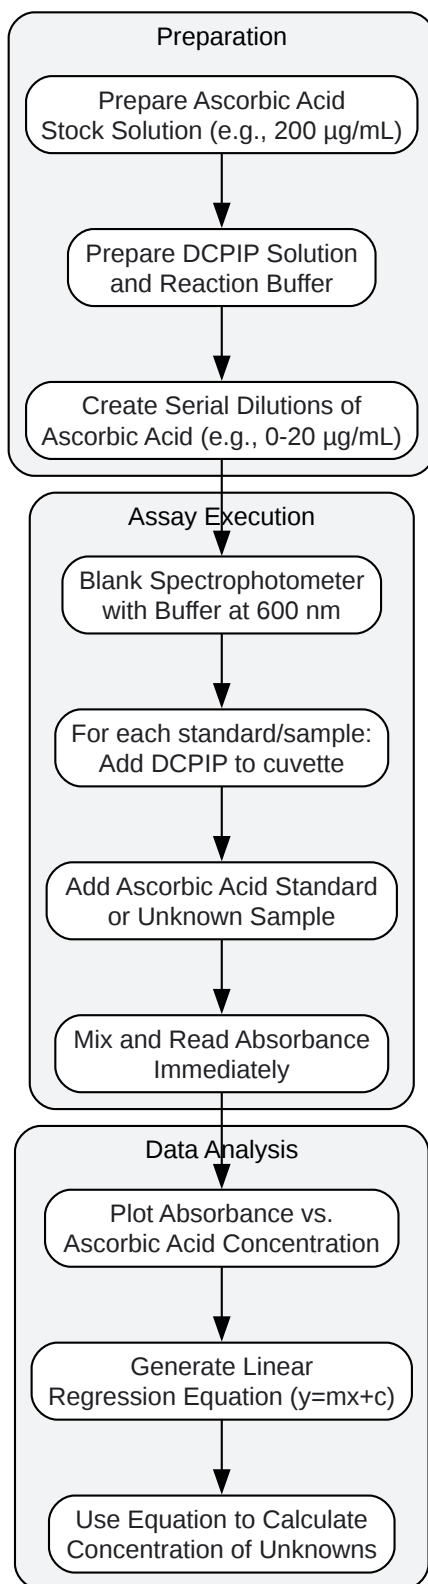 Preparation
Prepare Ascorbic Acid
Stock Solution (e.g., 200 µg/mL)
Prepare DCPIP Solution
and Reaction Buffer
Create Serial Dilutions of
Ascorbic Acid (e.g., 0-20 µg/mL)
Assay Execution
Blank Spectrophotometer
with Buffer at 600 nm
For each standard/sample:
Add DCPIP to cuvette
Add Ascorbic Acid Standard
or Unknown Sample
Mix and Read Absorbance
Immediately
Data Analysis
Plot Absorbance vs.
Ascorbic Acid Concentration
Generate Linear
Regression Equation (y=mx+c)
Use Equation to Calculate
Concentration of Unknowns